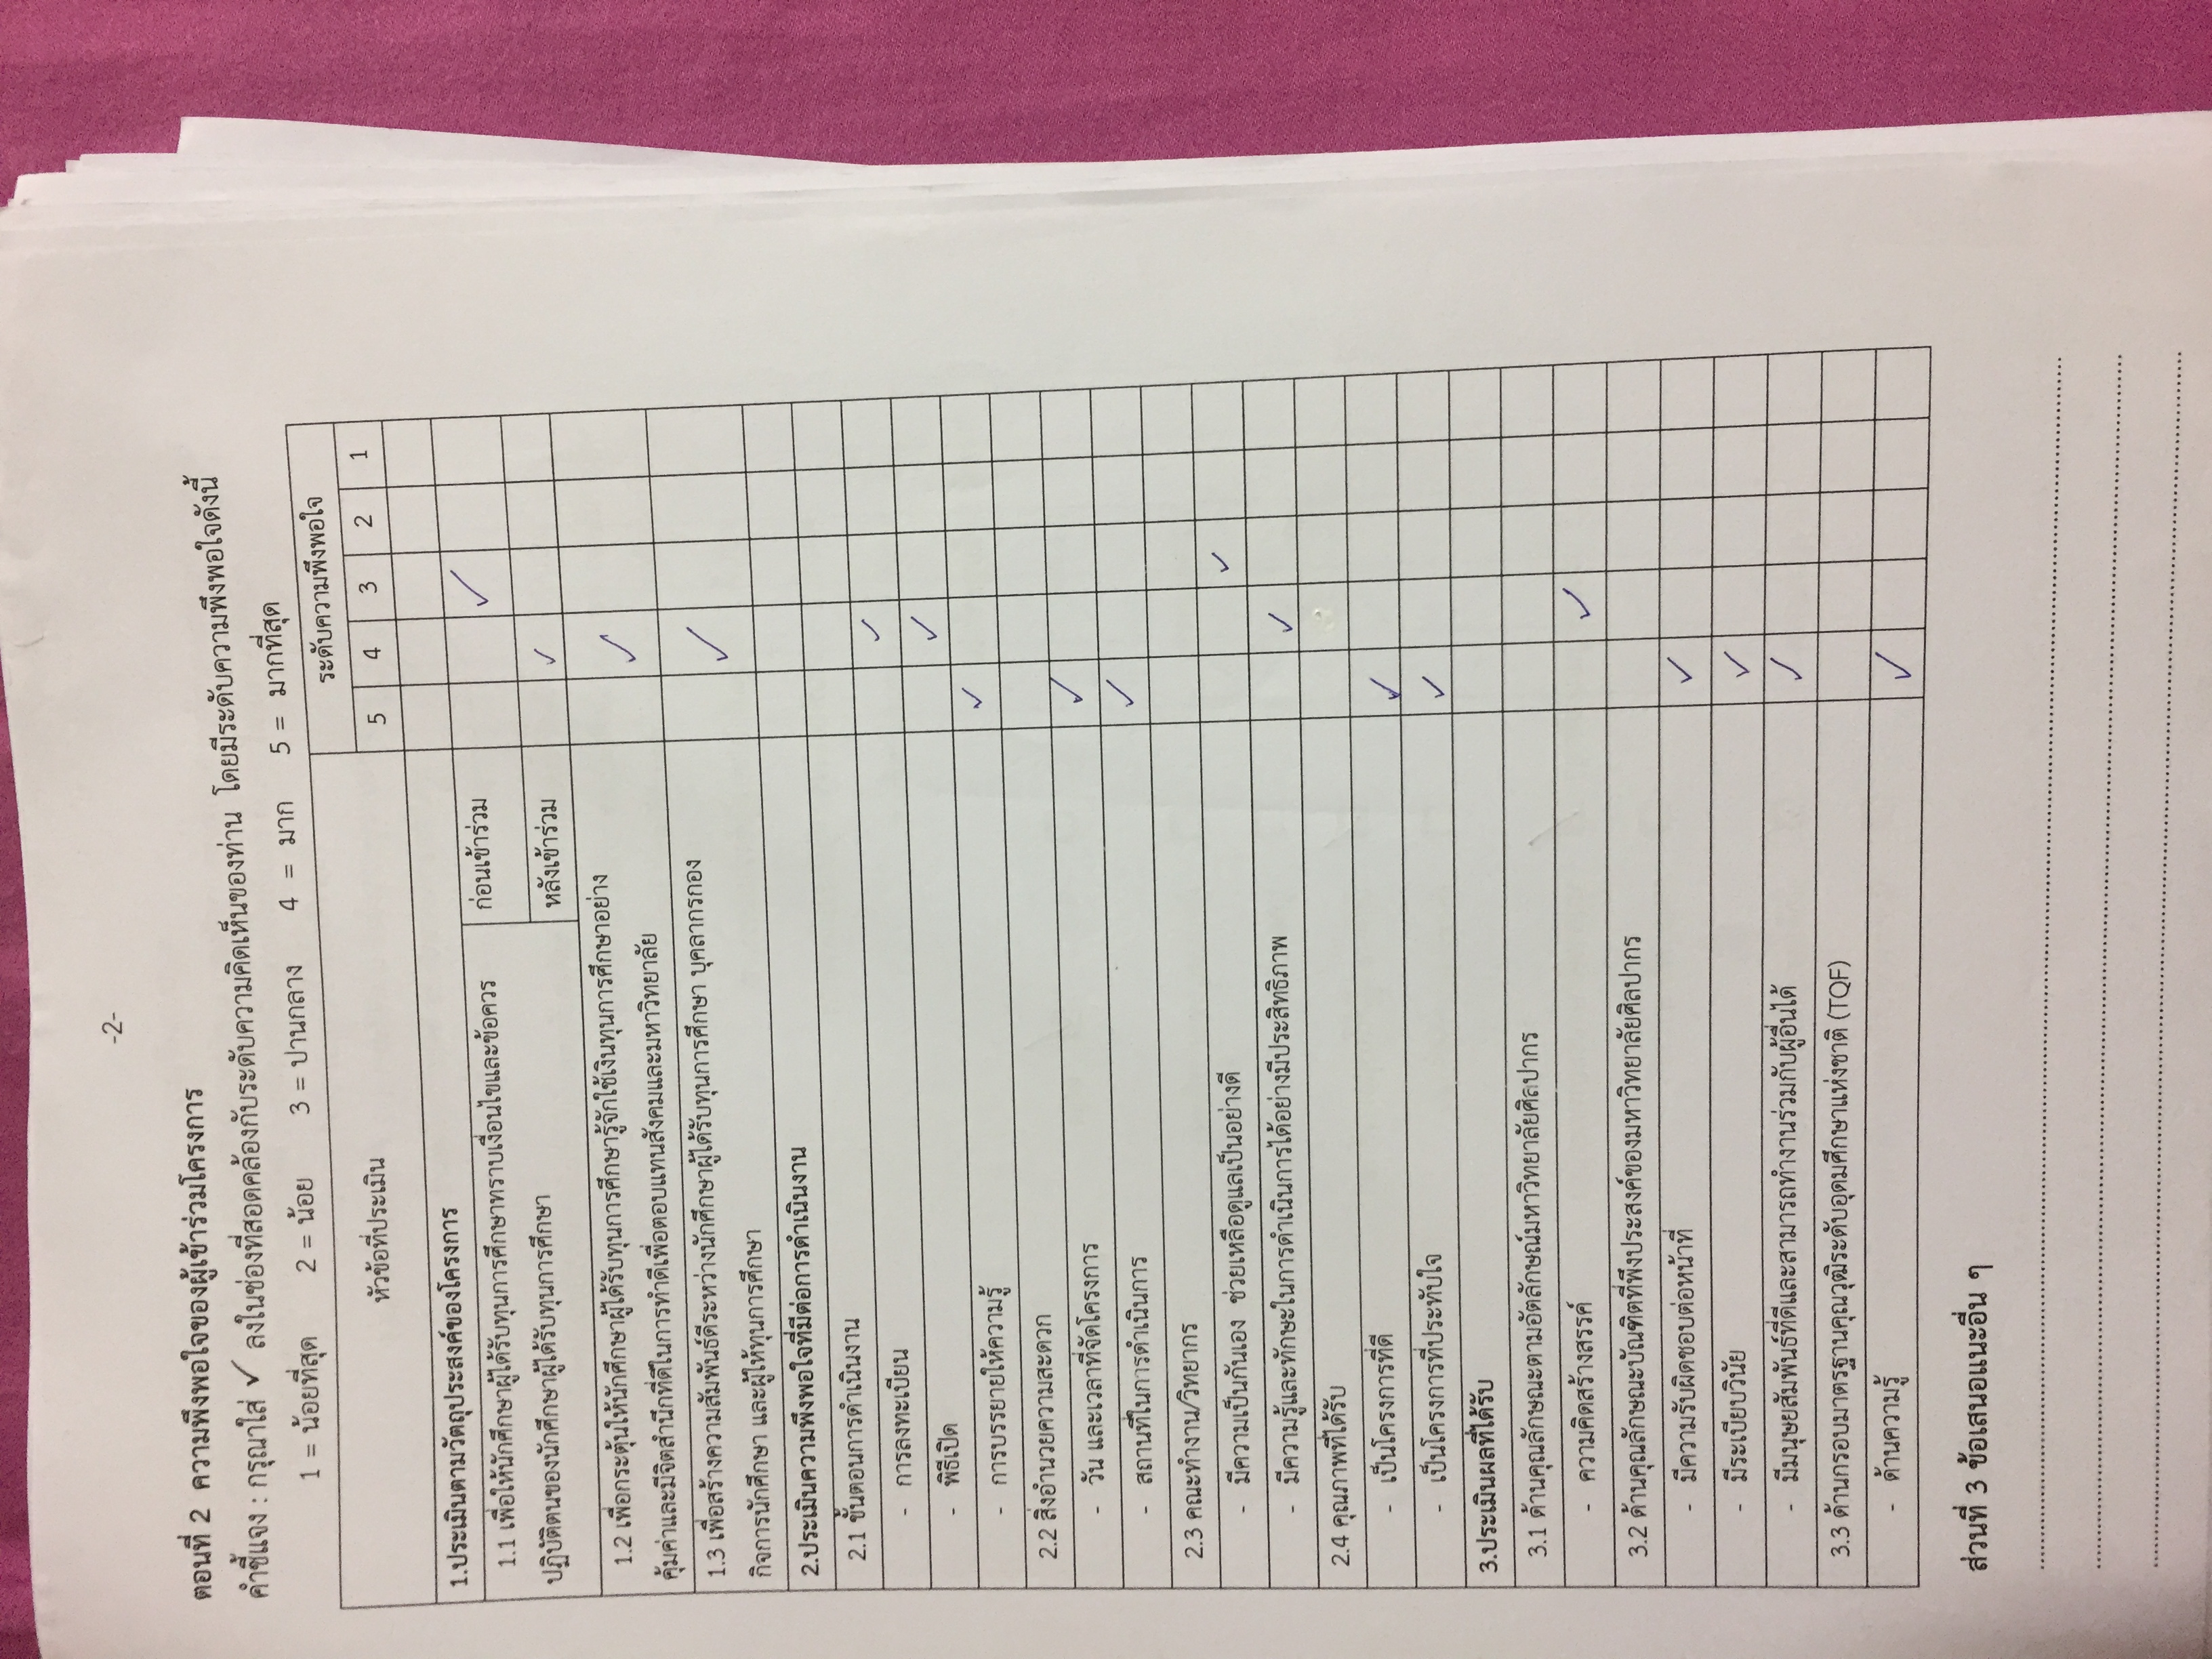 -2-
ตอนที่ 2 ความพึงพอใจของผู้เข้าร่วมโครงการ
คำชี้แจง : กรุณาใส่ ✓ ลงในช่องที่สอดคล้องกับระดับความคิดเห็นของท่าน โดยมีระดับความพึงพอใจดังนี้
1 = น้อยที่สุด 2 = น้อย 3 = ปานกลาง 4 = มาก 5 = มากที่สุด
หัวข้อที่ประเมิน ระดับความพึงพอใจ
5 4 3 2 1
1.ประเมินตามวัตถุประสงค์ของโครงการ
1.1 เพื่อให้นักศึกษาผู้ได้รับทุนการศึกษาทราบเงื่อนไขและข้อควร ก่อนเข้าร่วม ✓
ปฏิบัติตนของนักศึกษาผู้ได้รับทุนการศึกษา หลังเข้าร่วม ✓
1.2 เพื่อกระตุ้นให้นักศึกษาผู้ได้รับทุนการศึกษารู้จักใช้เงินทุนการศึกษาอย่าง ✓
คุ้มค่าและมีจิตสำนึกที่ดีในการทำดีเพื่อตอบแทนสังคมและมหาวิทยาลัย
1.3 เพื่อสร้างความสัมพันธ์ดีระหว่างนักศึกษาผู้ได้รับทุนการศึกษา บุคลากรกอง ✓
กิจการนักศึกษา และผู้ให้ทุนการศึกษา
2.ประเมินความพึงพอใจที่มีต่อการดำเนินงาน
2.1 ขั้นตอนการดำเนินงาน
- การลงทะเบียน ✓
- พิธีเปิด ✓
- การบรรยายให้ความรู้ ✓
2.2 สิ่งอำนวยความสะดวก
- วัน และเวลาที่จัดโครงการ ✓
- สถานที่ในการดำเนินการ ✓
2.3 คณะทำงาน/วิทยากร
- มีความเป็นกันเอง ช่วยเหลือดูแลเป็นอย่างดี ✓
- มีความรู้และทักษะในการดำเนินการได้อย่างมีประสิทธิภาพ ✓
2.4 คุณภาพที่ได้รับ
- เป็นโครงการที่ดี ✓
- เป็นโครงการที่ประทับใจ ✓
3.ประเมินผลที่ได้รับ
3.1 ด้านคุณลักษณะตามอัตลักษณ์มหาวิทยาลัยศิลปากร
- ความคิดสร้างสรรค์ ✓
3.2 ด้านคุณลักษณะบัณฑิตที่พึงประสงค์ของมหาวิทยาลัยศิลปากร
- มีความรับผิดชอบต่อหน้าที่ ✓
- มีระเบียบวินัย ✓
- มีมนุษยสัมพันธ์ที่ดีและสามารถทำงานร่วมกับผู้อื่นได้ ✓
3.3 ด้านกรอบมาตรฐานคุณวุฒิระดับอุดมศึกษาแห่งชาติ (TQF)
- ด้านความรู้ ✓
ส่วนที่ 3 ข้อเสนอแนะอื่น ๆ